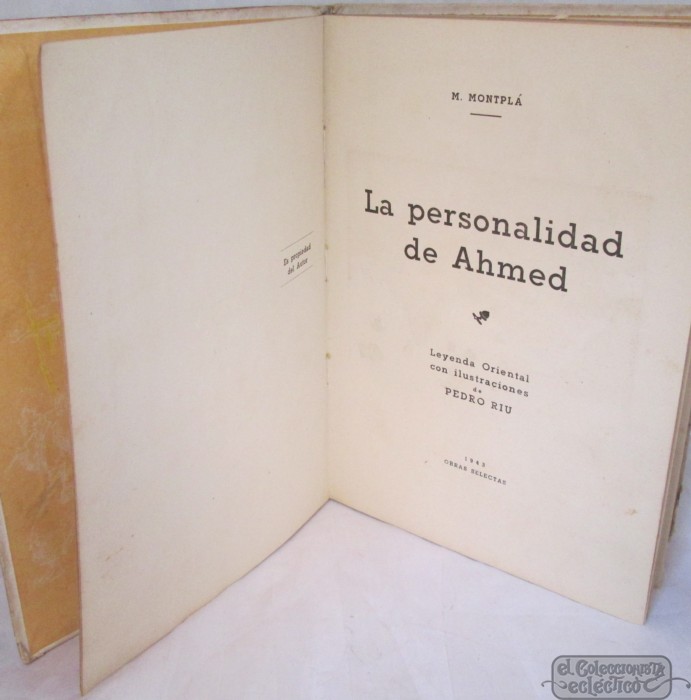 Es propiedad
del Autor
M. MONTPLÁ
La personalidad
de Ahmed
Leyenda Oriental
con ilustraciones
de
PEDRO RIU
1943
OBRAS SELECTAS
el Coleccionista
ecléctico